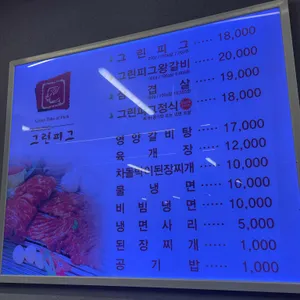 그린피그
그린피그 18,000
그린피그왕갈비 20,000
삼겹살 19,000
그린피그정식 18,000
영양갈비탕 17,000
육개장 12,000
차돌박이된장찌개 10,000
물냉면 10,000
비빔냉면 10,000
냉면사리 5,000
된장찌개 1,000
공기밥 1,000